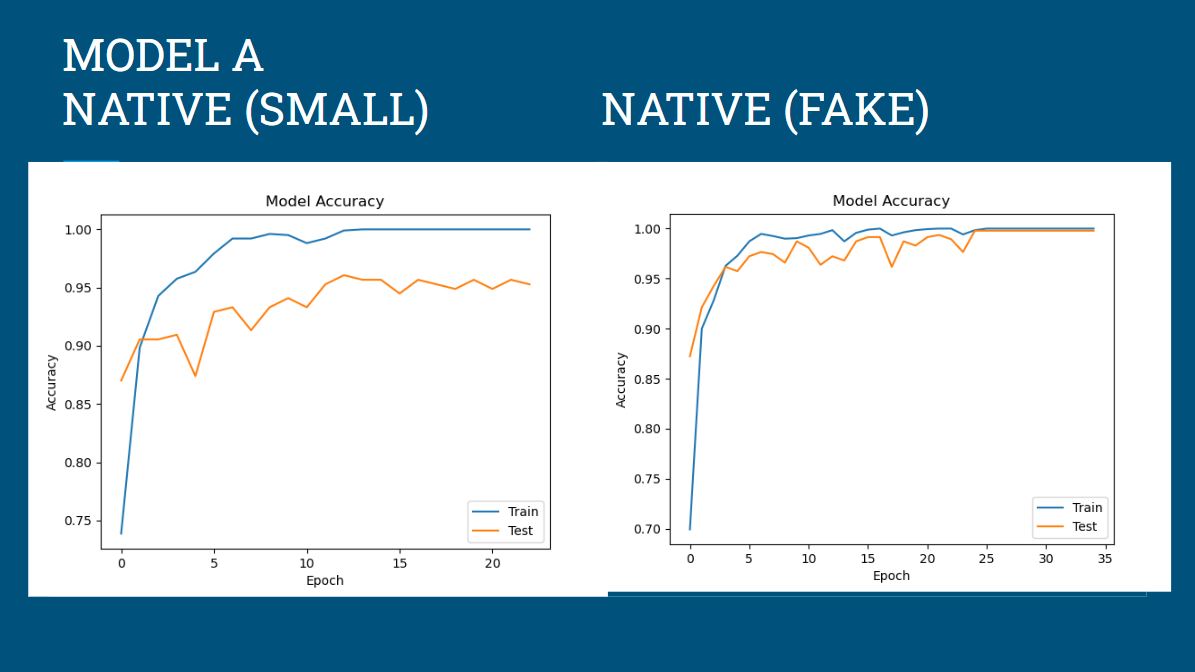 MODEL A
NATIVE (SMALL)
NATIVE (FAKE)
Model Accuracy
1.00
0.95
0.90
0.85
0.80
0.75
Accuracy
0
5
10
15
20
Epoch
Train
Test
Model Accuracy
1.00
0.95
0.90
0.85
0.80
0.75
0.70
Accuracy
0
5
10
15
20
25
30
35
Epoch
Train
Test